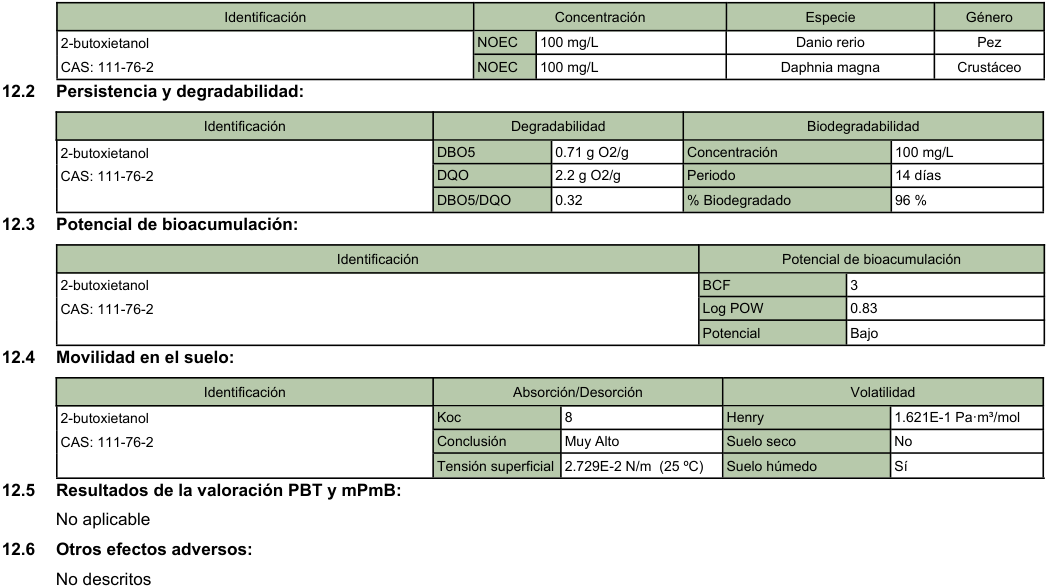 Identificación Concentración Especie Género
2-butoxietanol NOEC 100 mg/L Danio rerio Pez
CAS: 111-76-2 NOEC 100 mg/L Daphnia magna Crustáceo
12.2 Persistencia y degradabilidad:
Identificación Degradabilidad Biodegradabilidad
2-butoxietanol DBO5 0.71 g O2/g Concentración 100 mg/L
CAS: 111-76-2 DQO 2.2 g O2/g Periodo 14 días
DBO5/DQO 0.32 % Biodegradado 96 %
12.3 Potencial de bioacumulación:
Identificación Potencial de bioacumulación
2-butoxietanol BCF 3
CAS: 111-76-2 Log POW 0.83
Potencial Bajo
12.4 Movilidad en el suelo:
Identificación Absorción/Desorción Volatilidad
2-butoxietanol Koc 8 Henry 1.621E-1 Pa·m³/mol
CAS: 111-76-2 Conclusión Muy Alto Suelo seco No
Tensión superficial 2.729E-2 N/m (25 ºC) Suelo húmedo Sí
12.5 Resultados de la valoración PBT y mPmB:
No aplicable
12.6 Otros efectos adversos:
No descritos